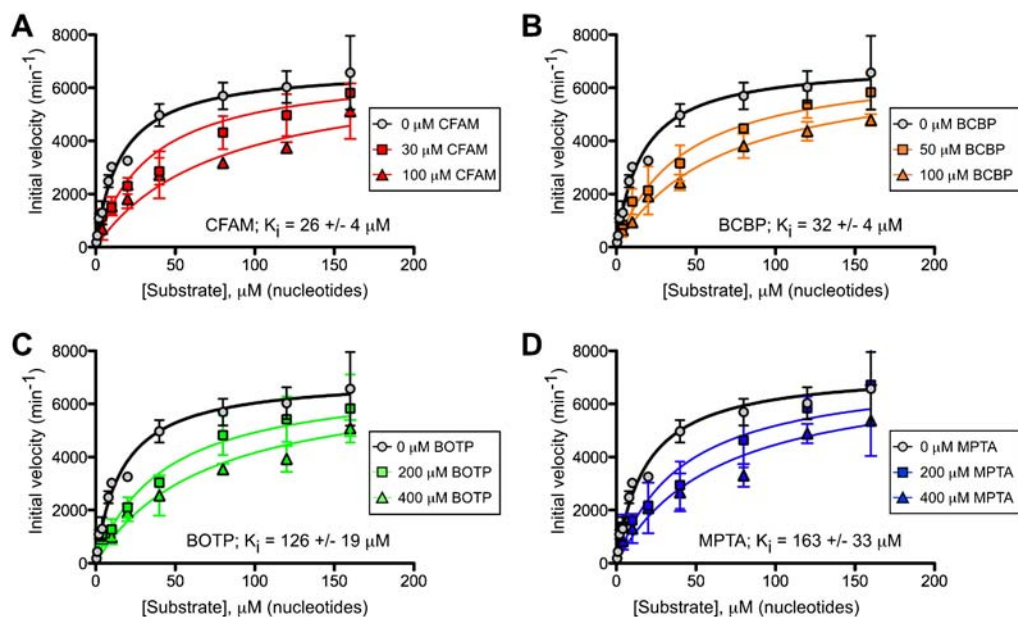 A
Initial velocity (min⁻¹)
8000
6000
4000
2000
0
0 50 100 150 200
[Substrate], μM (nucleotides)
0 μM CFAM
30 μM CFAM
100 μM CFAM
CFAM; Kᵢ = 26 +/- 4 μM
B
Initial velocity (min⁻¹)
8000
6000
4000
2000
0
0 50 100 150 200
[Substrate], μM (nucleotides)
0 μM BCBP
50 μM BCBP
100 μM BCBP
BCBP; Kᵢ = 32 +/- 4 μM
C
Initial velocity (min⁻¹)
8000
6000
4000
2000
0
0 50 100 150 200
[Substrate], μM (nucleotides)
0 μM BOTP
200 μM BOTP
400 μM BOTP
BOTP; Kᵢ = 126 +/- 19 μM
D
Initial velocity (min⁻¹)
8000
6000
4000
2000
0
0 50 100 150 200
[Substrate], μM (nucleotides)
0 μM MPTA
200 μM MPTA
400 μM MPTA
MPTA; Kᵢ = 163 +/- 33 μM